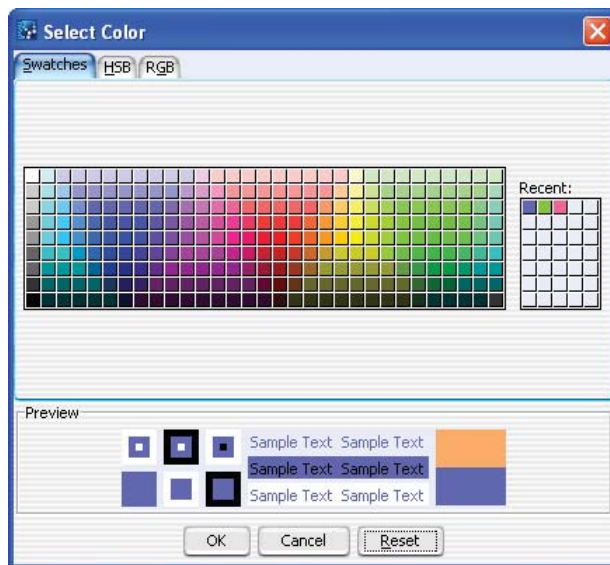 Select Color
Swatches HSB RGB
Recent:
Preview
Sample Text Sample Text
Sample Text Sample Text
Sample Text Sample Text
OK Cancel Reset